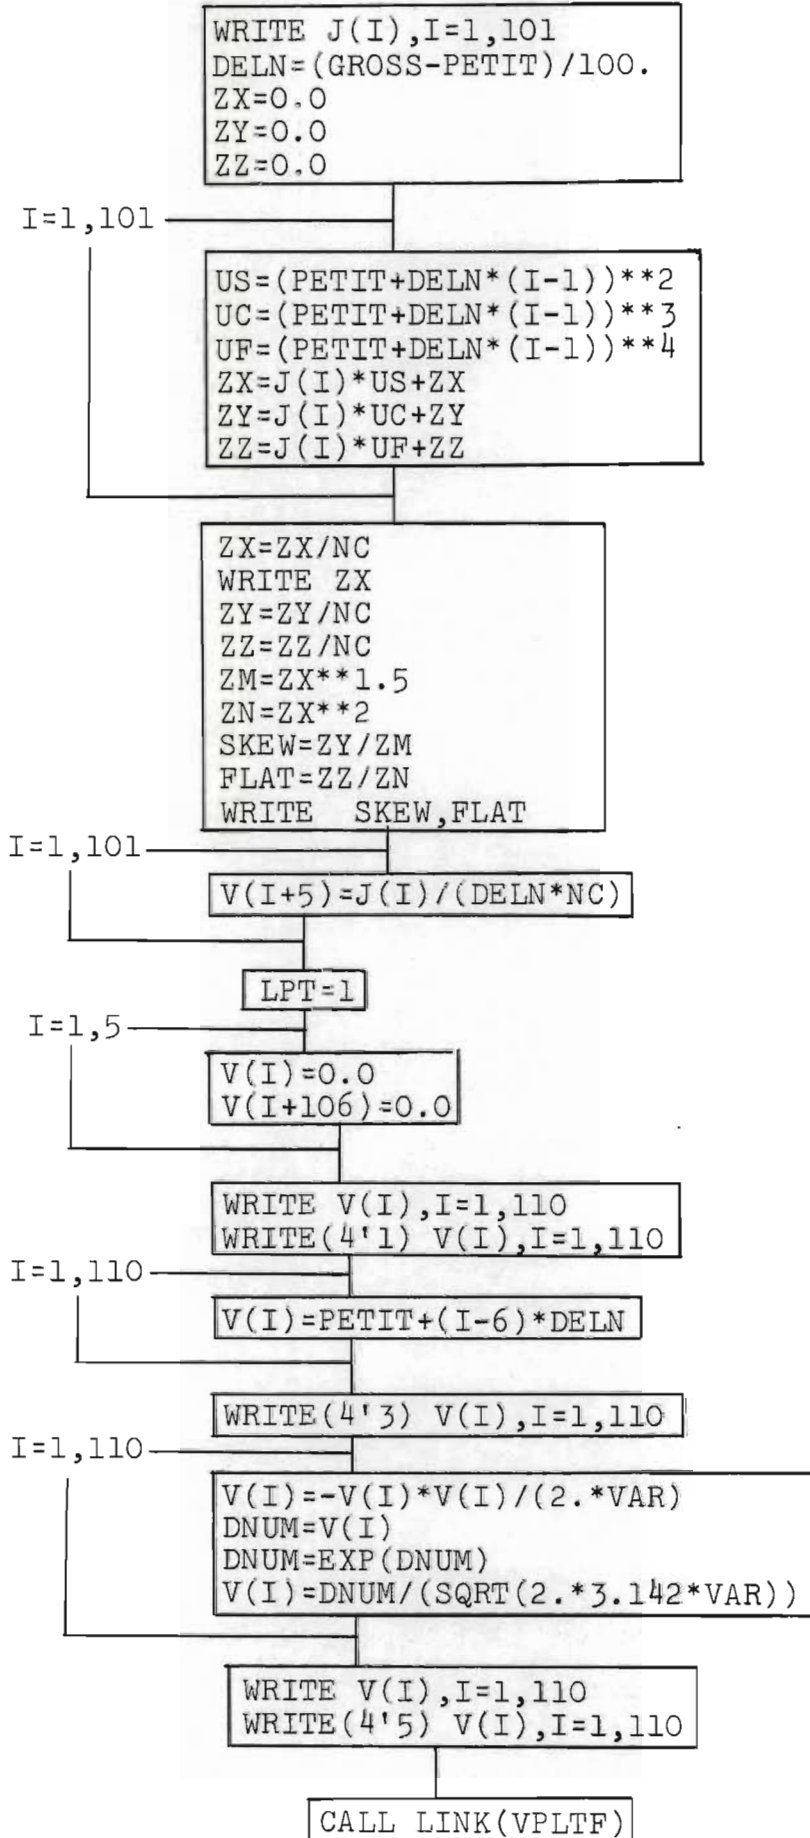 WRITE J(I),I=1,101
DELN=(GROSS-PETIT)/100.
ZX=0.0
ZY=0.0
ZZ=0.0
I=1,101
US=(PETIT+DELN*(I-1))**2
UC=(PETIT+DELN*(I-1))**3
UF=(PETIT+DELN*(I-1))**4
ZX=J(I)*US+ZX
ZY=J(I)*UC+ZY
ZZ=J(I)*UF+ZZ
ZX=ZX/NC
WRITE ZX
ZY=ZY/NC
ZZ=ZZ/NC
ZM=ZX**1.5
ZN=ZX**2
SKEW=ZY/ZM
FLAT=ZZ/ZN
WRITE SKEW,FLAT
I=1,101
V(I+5)=J(I)/(DELN*NC)
LPT=1
I=1,5
V(I)=0.0
V(I+106)=0.0
WRITE V(I),I=1,110
WRITE(4'1) V(I),I=1,110
I=1,110
V(I)=PETIT+(I-6)*DELN
WRITE(4'3) V(I),I=1,110
I=1,110
V(I)=-V(I)*V(I)/(2.*VAR)
DNUM=V(I)
DNUM=EXP(DNUM)
V(I)=DNUM/(SQRT(2.*3.142*VAR))
WRITE V(I),I=1,110
WRITE(4'5) V(I),I=1,110
CALL LINK(VPLTF)